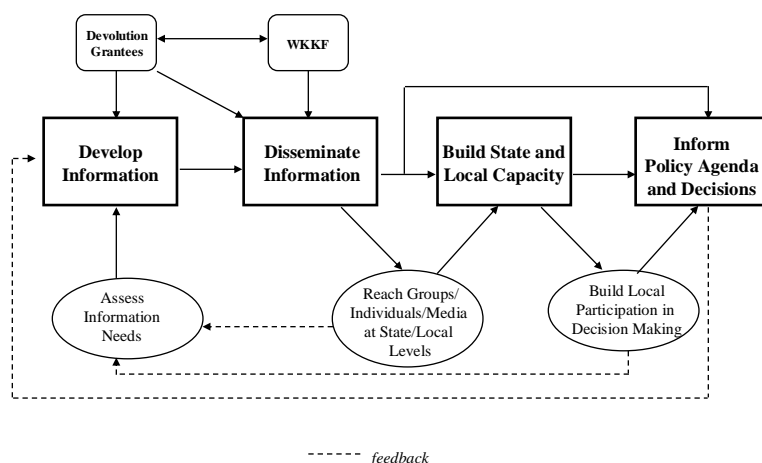 Devolution
Grantees
WKKF
Develop
Information
Disseminate
Information
Build State and
Local Capacity
Inform
Policy Agenda
and Decisions
Assess
Information
Needs
Reach Groups/
Individuals/Media
at State/Local
Levels
Build Local
Participation in
Decision Making
feedback